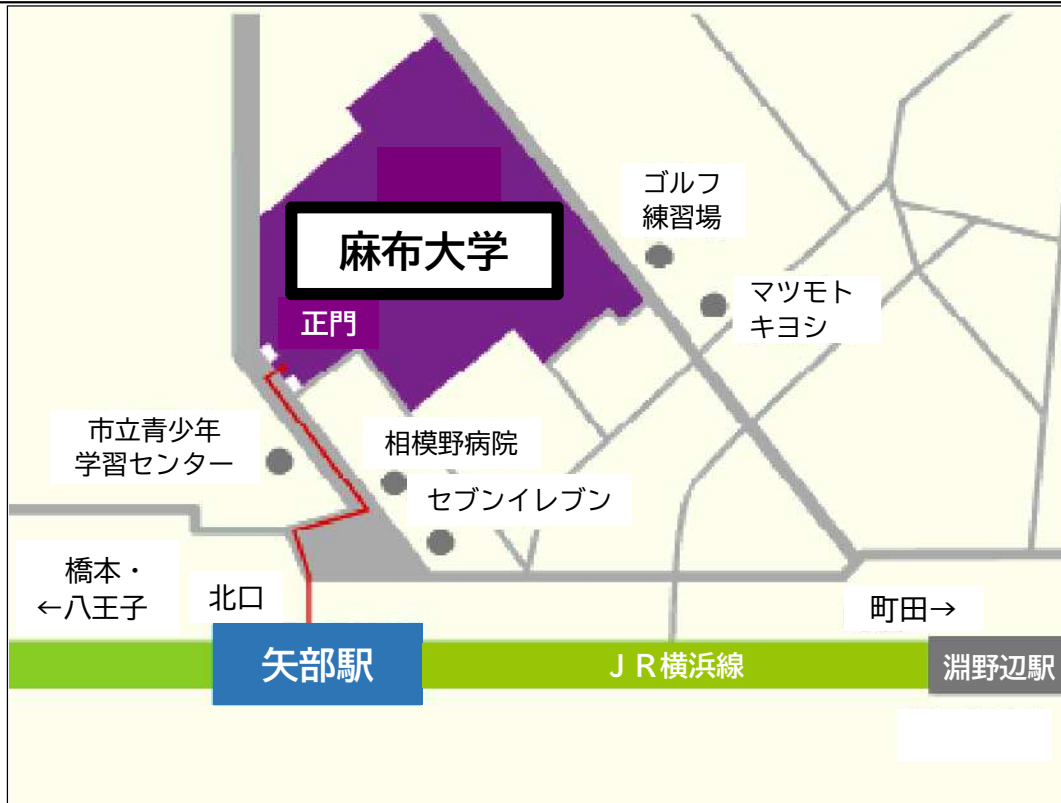 ゴルフ
練習場
麻布大学
マツモト
キヨシ
正門
市立青少年
学習センター
相模野病院
セブンイレブン
橋本・
←八王子
北口
町田→
矢部駅
ＪＲ横浜線
淵野辺駅